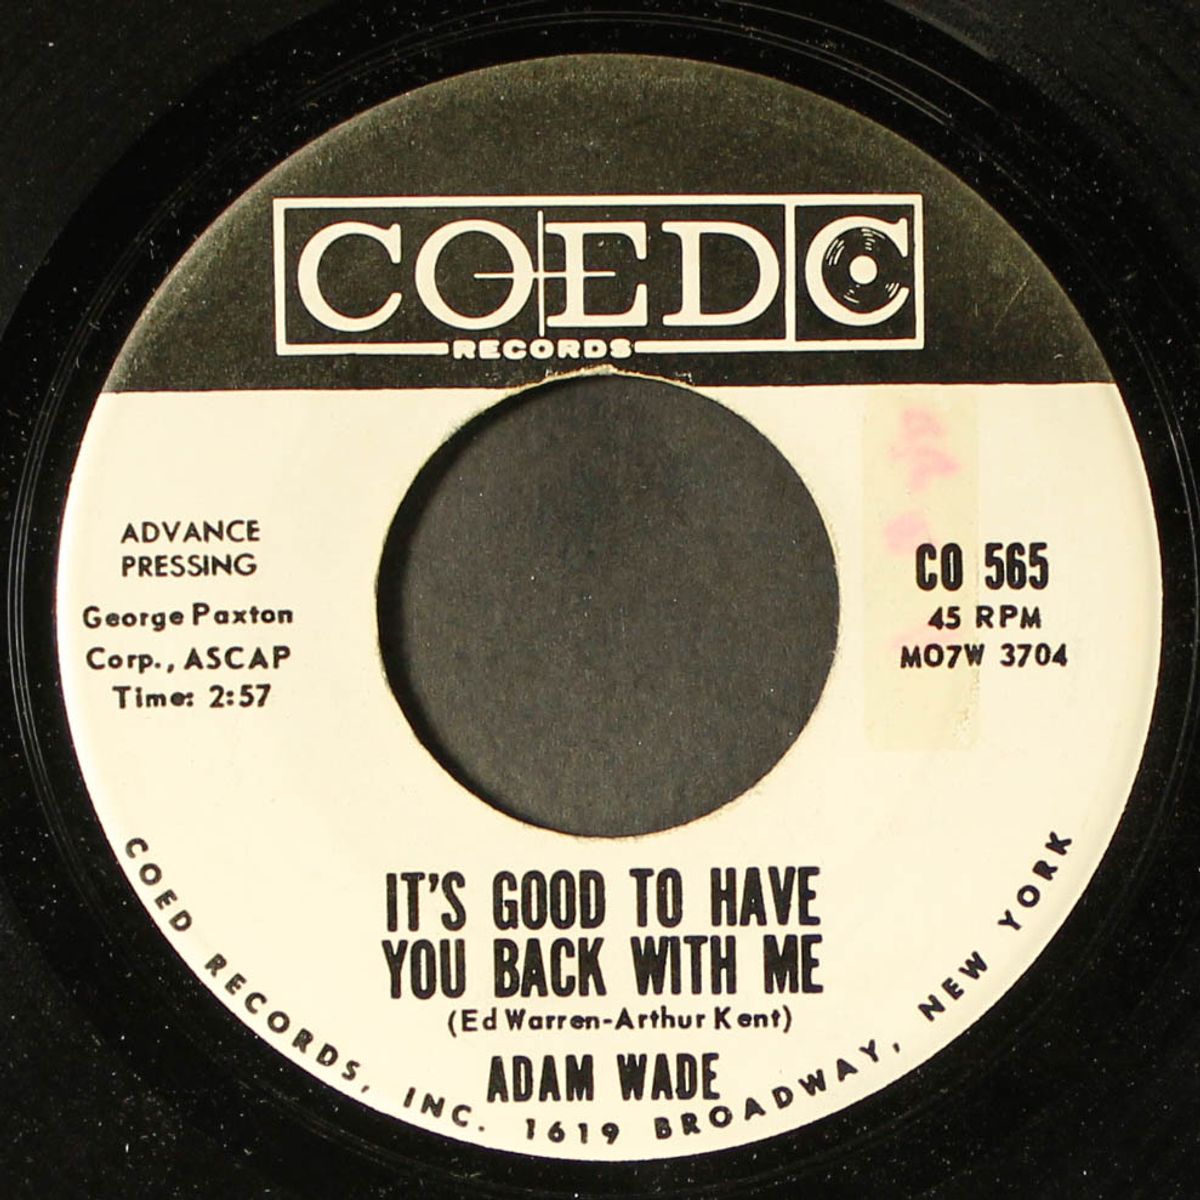 COED C
RECORDS
ADVANCE
PRESSING
George Paxton
Corp., ASCAP
Time: 2:57
CO 565
45 RPM
MO7W 3704
IT'S GOOD TO HAVE
YOU BACK WITH ME
(Ed Warren-Arthur Kent)
ADAM WADE
COED RECORDS, INC. 1619 BROADWAY, NEW YORK